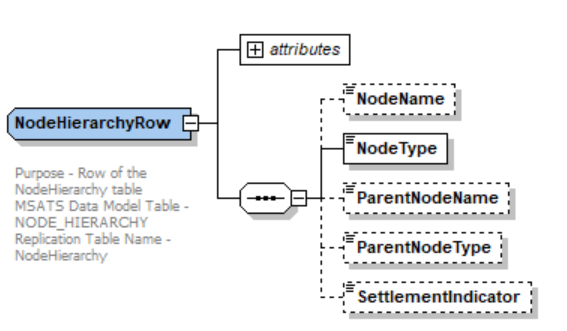 attributes
NodeName
NodeHierarchyRow
NodeType
Purpose - Row of the
NodeHierarchy table
MSATS Data Model Table -
NODE_HIERARCHY
Replication Table Name -
NodeHierarchy
ParentNodeName
ParentNodeType
SettlementIndicator